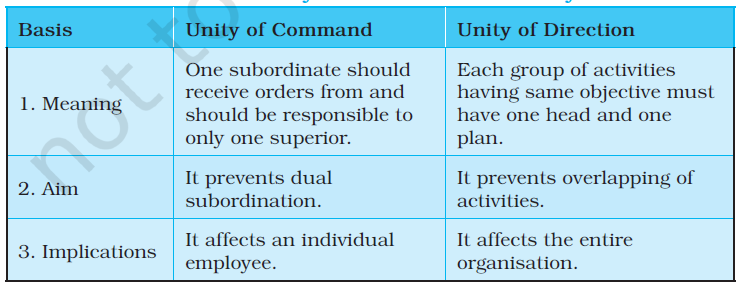 Basis
Unity of Command
Unity of Direction
1. Meaning
One subordinate should
receive orders from and
should be responsible to
only one superior.
Each group of activities
having same objective must
have one head and one
plan.
2. Aim
It prevents dual
subordination.
It prevents overlapping of
activities.
3. Implications
It affects an individual
employee.
It affects the entire
organisation.
not to